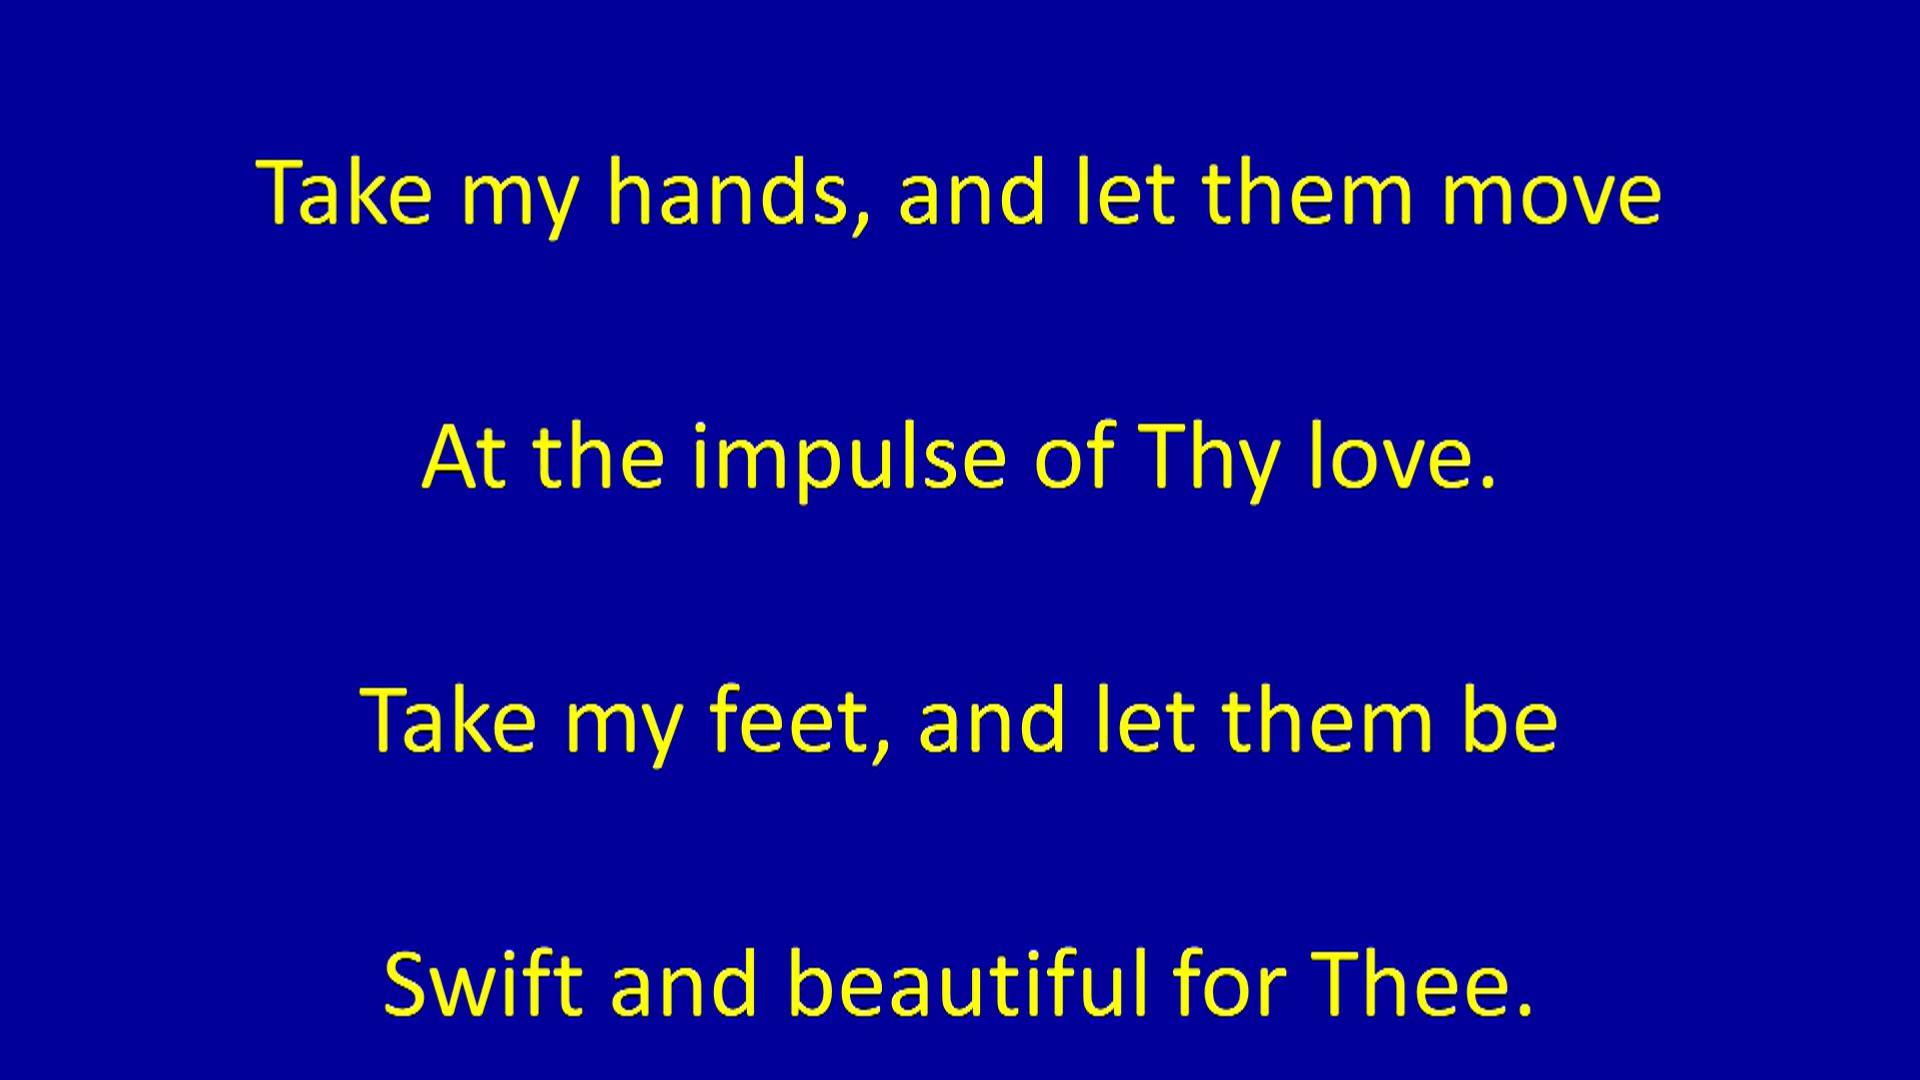 Take my hands, and let them move
At the impulse of Thy love.
Take my feet, and let them be
Swift and beautiful for Thee.